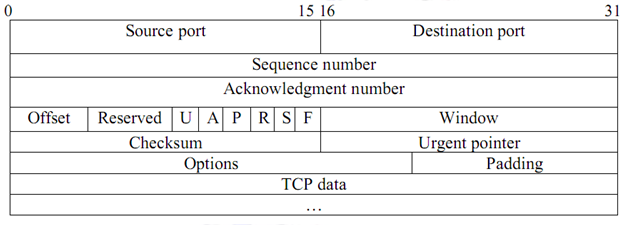 0 15 16 31
Source port Destination port
Sequence number
Acknowledgment number
Offset Reserved U A P R S F Window
Checksum Urgent pointer
Options Padding
TCP data
...